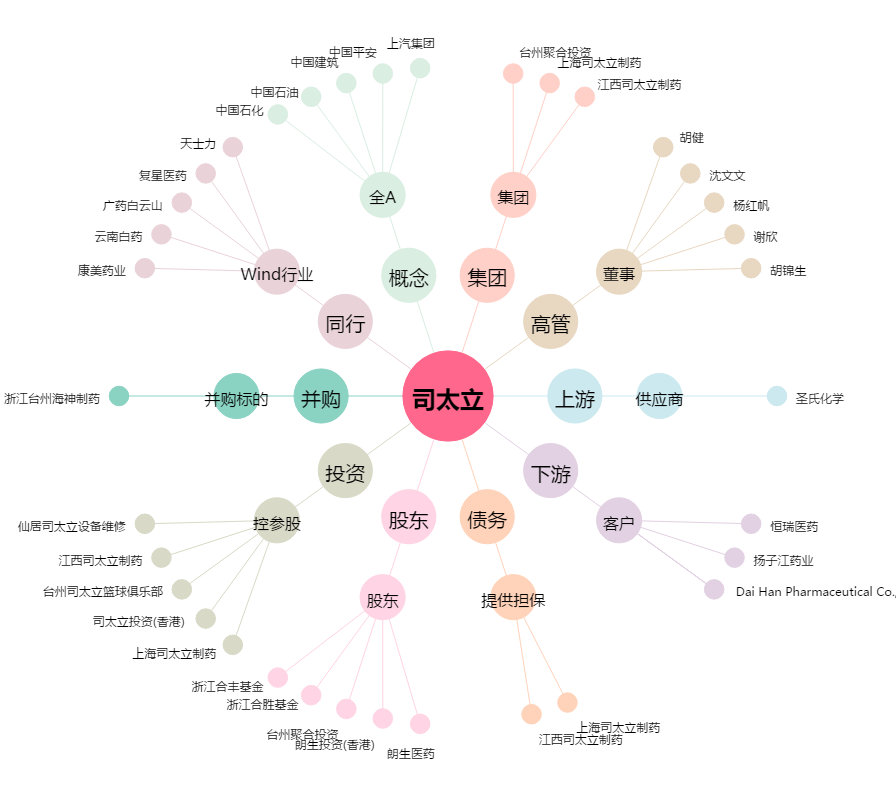 上汽集团
中国平安
中国建筑
中国石油
中国石化
全A
概念
台州聚合投资
上海司太立制药
江西司太立制药
集团
集团
天士力
复星医药
广药白云山
云南白药
康美药业
Wind行业
同行
胡健
沈文文
杨红帆
谢欣
胡锦生
董事
高管
浙江台州海神制药
并购标的
并购
司太立
上游
供应商
圣氏化学
投资
控参股
仙居司太立设备维修
江西司太立制药
台州司太立篮球俱乐部
司太立投资(香港)
上海司太立制药
下游
客户
恒瑞医药
扬子江药业
Dai Han Pharmaceutical Co.,
股东
股东
浙江合丰基金
浙江合胜基金
台州聚合投资
朗生投资(香港)
朗生医药
债务
提供担保
上海司太立制药
江西司太立制药